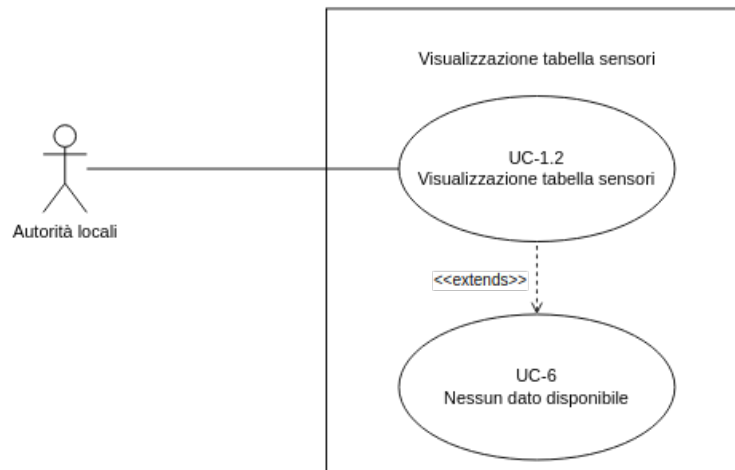 Visualizzazione tabella sensori
UC-1.2
Visualizzazione tabella sensori
Autorità locali
<<extends>>
UC-6
Nessun dato disponibile